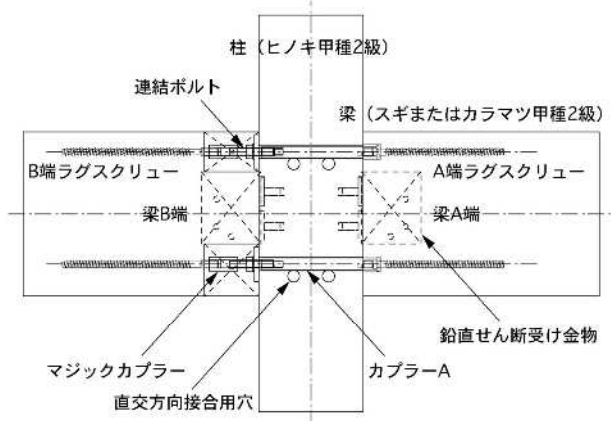 柱（ヒノキ甲種2級）
連結ボルト
梁（スギまたはカラマツ甲種2級）
B端ラグスクリュー
A端ラグスクリュー
梁B端
梁A端
鉛直せん断受け金物
マジックカプラー
カプラーA
直交方向接合用穴